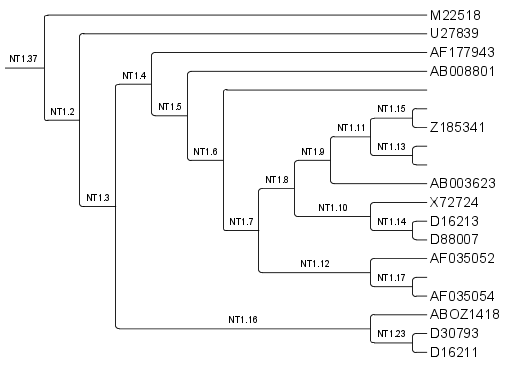 M22518
U27839
NT1.37
AF177943
NT1.4
AB008801
NT1.5
NT1.15
NT1.2
Z185341
NT1.11
NT1.13
NT1.6
NT1.9
NT1.8
AB003623
NT1.3
X72724
NT1.10
NT1.7
D16213
NT1.14
D88007
AF035052
NT1.12
NT1.17
AF035054
ABOZ1418
NT1.16
D30793
NT1.23
D16211